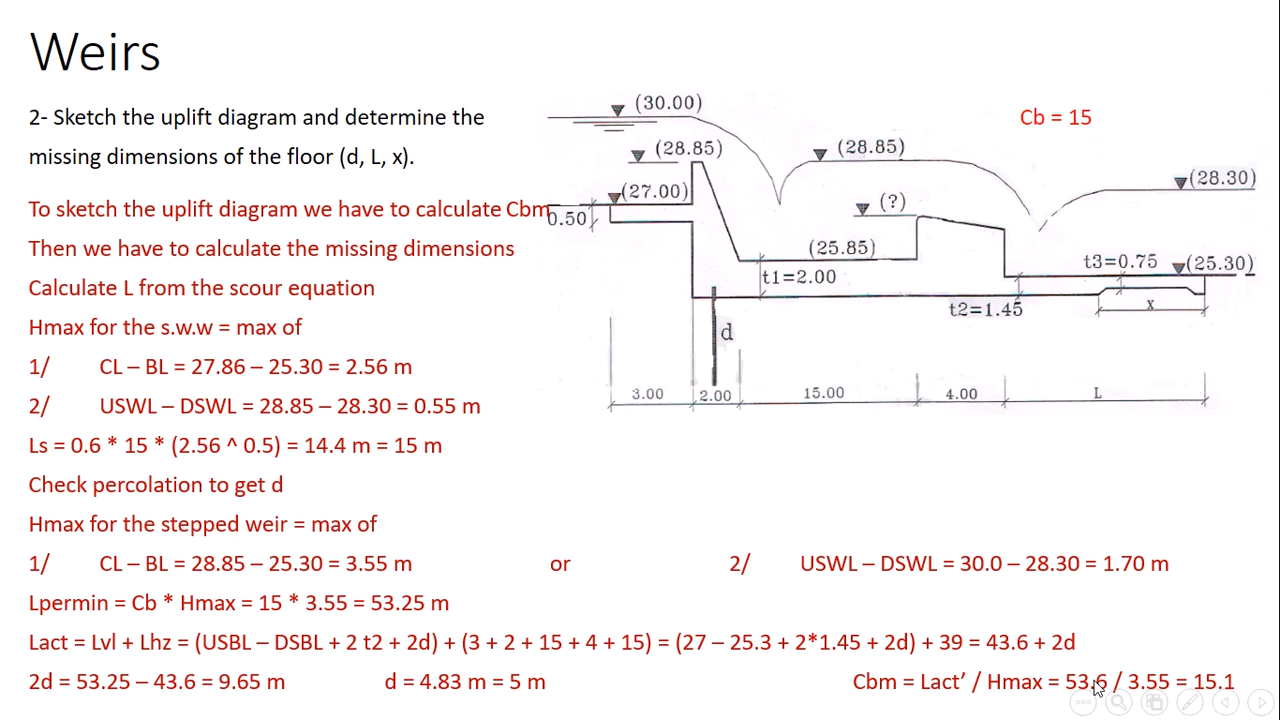 Weirs
2- Sketch the uplift diagram and determine the
missing dimensions of the floor (d, L, x).
To sketch the uplift diagram we have to calculate Cbm
Then we have to calculate the missing dimensions
Calculate L from the scour equation
Hmax for the s.w.w = max of
1/ CL – BL = 27.86 – 25.30 = 2.56 m
2/ USWL – DSWL = 28.85 – 28.30 = 0.55 m
Ls = 0.6 * 15 * (2.56 ^ 0.5) = 14.4 m = 15 m
Check percolation to get d
Hmax for the stepped weir = max of
1/ CL – BL = 28.85 – 25.30 = 3.55 m or 2/ USWL – DSWL = 30.0 – 28.30 = 1.70 m
Lpermin = Cb * Hmax = 15 * 3.55 = 53.25 m
Lact = Lvl + Lhz = (USBL – DSBL + 2 t2 + 2d) + (3 + 2 + 15 + 4 + 15) = (27 – 25.3 + 2*1.45 + 2d) + 39 = 43.6 + 2d
2d = 53.25 – 43.6 = 9.65 m d = 4.83 m = 5 m Cbm = Lact’ / Hmax = 53.6 / 3.55 = 15.1
(30.00)
Cb = 15
(28.85)
(28.85)
(28.30)
(27.00)
(?)
0.50
(25.85)
t3=0.75
(25.30)
t1=2.00
t2=1.45
x
d
3.00
2.00
15.00
4.00
L